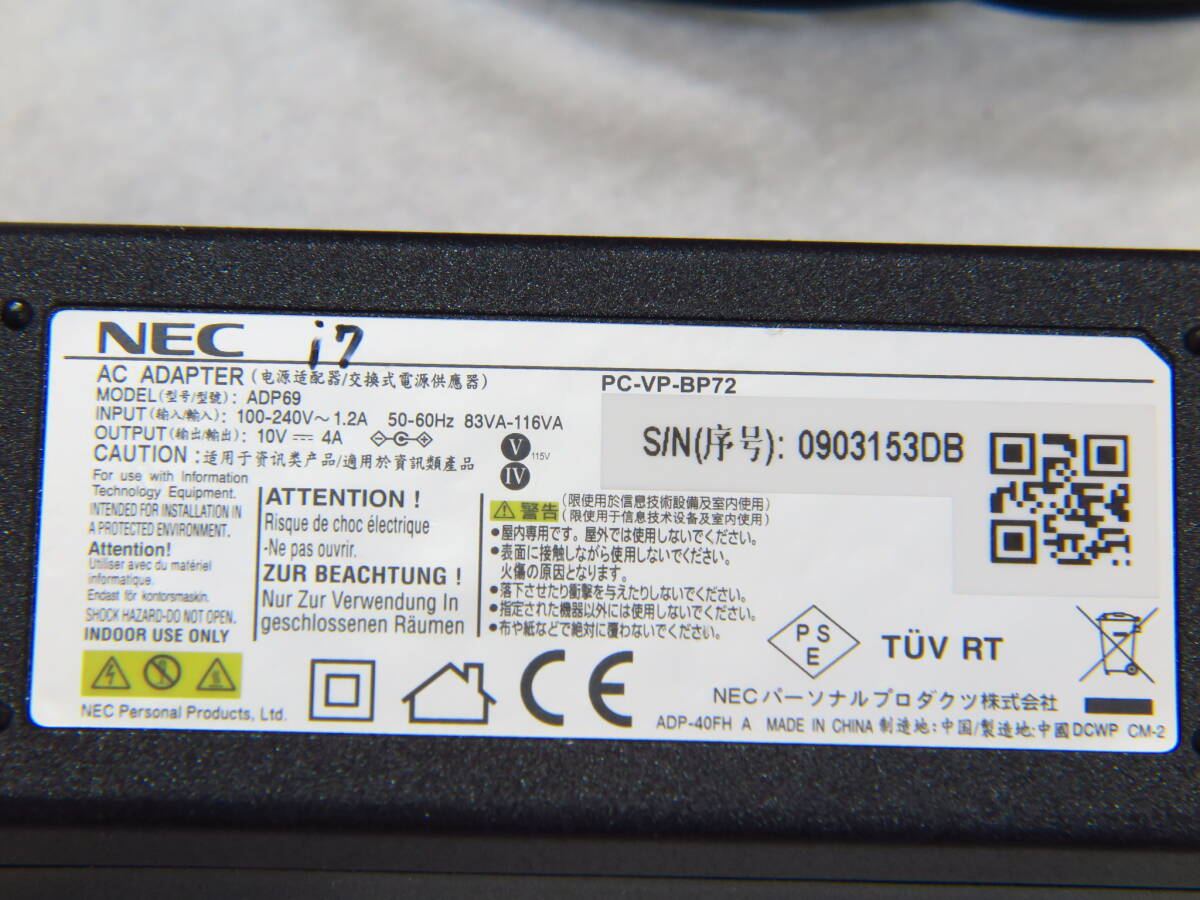 NEC i7
AC ADAPTER (电源适配器/交換式電源供應器)
MODEL(型号/型號): ADP69
INPUT(输入/輸入): 100-240V～1.2A 50-60Hz 83VA-116VA
OUTPUT(输出/輸出): 10V ⎓ 4A
CAUTION :适用于资讯类产品/適用於資訊類產品
V 115V
IV
For use with Information
Technology Equipment.
INTENDED FOR INSTALLATION IN
A PROTECTED ENVIRONMENT.
Attention!
Utiliser avec du matériel
informatique.
Endast för kontorsmaskin.
SHOCK HAZARD-DO NOT OPEN.
INDOOR USE ONLY
NEC Personal Products, Ltd.
ATTENTION !
Risque de choc électrique
-Ne pas ouvrir.
ZUR BEACHTUNG !
Nur Zur Verwendung In
geschlossenen Räumen
PC-VP-BP72
S/N(序号): 0903153DB
警告 (限使用於信息技術設備及室内使用)
(限使用于信息技术设备及室内使用)
●屋内専用です。屋外では使用しないでください。
●表面に接触しながら使用しないでください。
火傷の原因となります。
●落下させたり衝撃を与えたりしないでください。
●指定された機器以外には使用しないでください。
●布や紙などで絶対に覆わないでください。
CE
PSE
TÜV RT
NECパーソナルプロダクツ株式会社
ADP-40FH A MADE IN CHINA 制造地:中国/製造地:中國 DCWP CM-2